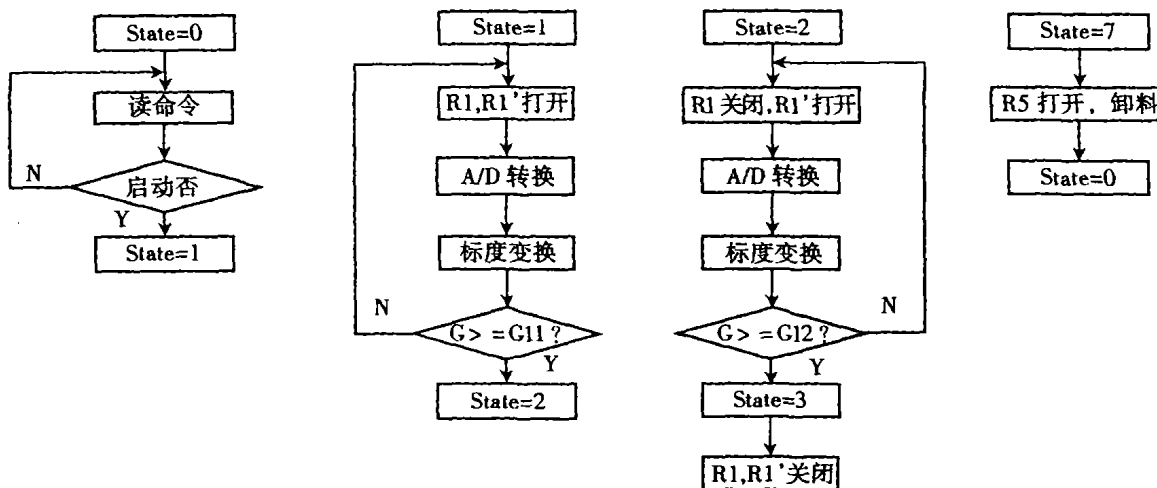 State=0
读命令
N
启动否
Y
State=1
State=1
R1,R1'打开
A/D 转换
标度变换
N
G>=G11?
Y
State=2
State=2
R1 关闭,R1'打开
A/D 转换
标度变换
N
G>=G12?
Y
State=3
R1,R1'关闭
State=7
R5 打开，卸料
State=0